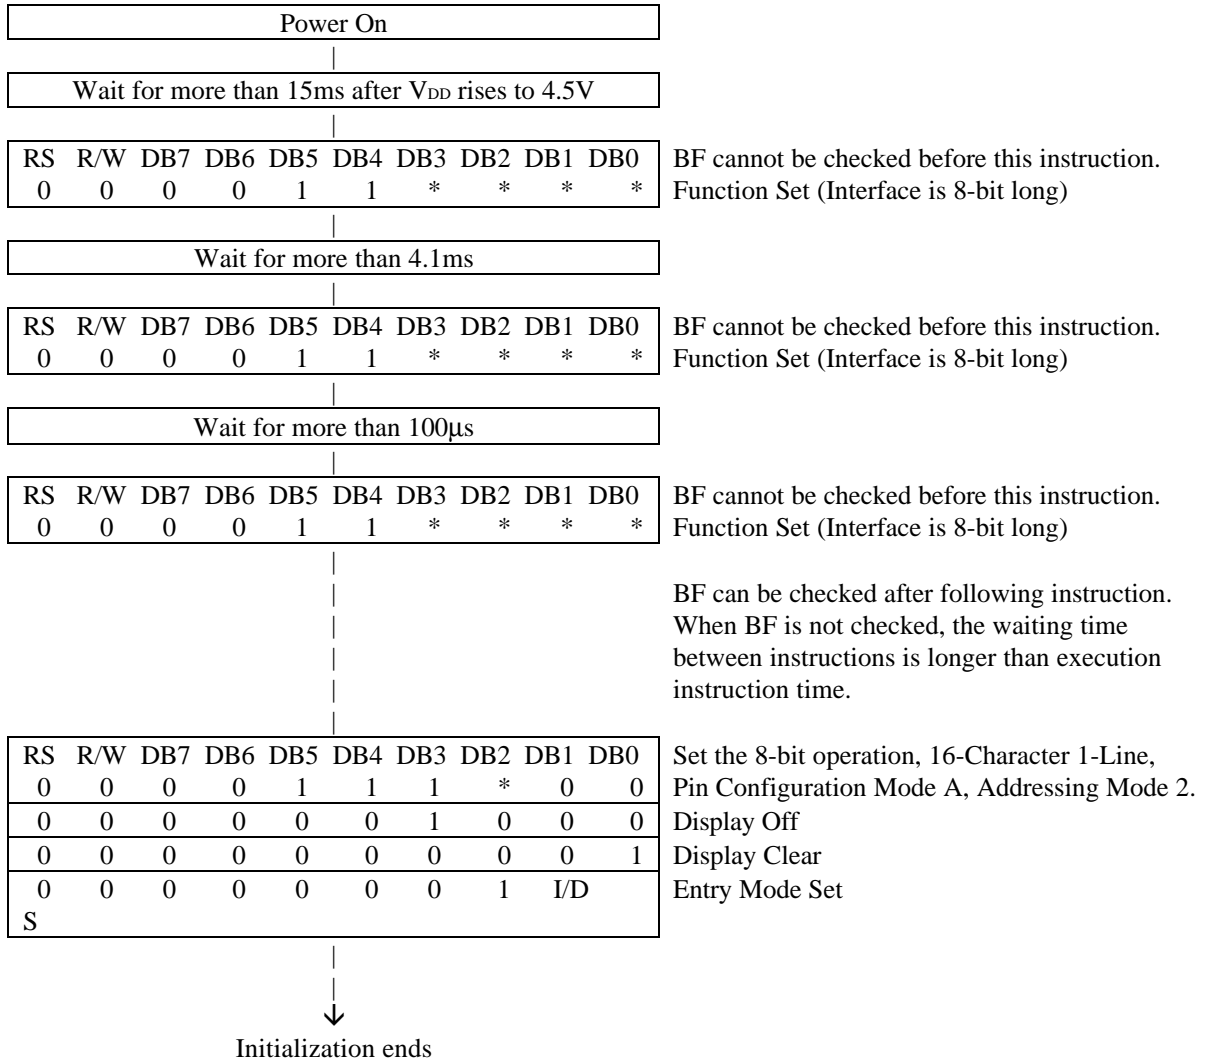 Power On
Wait for more than 15ms after VDD rises to 4.5V
RS R/W DB7 DB6 DB5 DB4 DB3 DB2 DB1 DB0 BF cannot be checked before this instruction.
0 0 0 0 1 1 * * * * Function Set (Interface is 8-bit long)
Wait for more than 4.1ms
RS R/W DB7 DB6 DB5 DB4 DB3 DB2 DB1 DB0 BF cannot be checked before this instruction.
0 0 0 0 1 1 * * * * Function Set (Interface is 8-bit long)
Wait for more than 100µs
RS R/W DB7 DB6 DB5 DB4 DB3 DB2 DB1 DB0 BF cannot be checked before this instruction.
0 0 0 0 1 1 * * * * Function Set (Interface is 8-bit long)
BF can be checked after following instruction.
When BF is not checked, the waiting time
between instructions is longer than execution
instruction time.
RS R/W DB7 DB6 DB5 DB4 DB3 DB2 DB1 DB0 Set the 8-bit operation, 16-Character 1-Line,
0 0 0 0 1 1 1 * 0 0 Pin Configuration Mode A, Addressing Mode 2.
0 0 0 0 0 0 1 0 0 0 Display Off
0 0 0 0 0 0 0 0 0 1 Display Clear
0 0 0 0 0 0 0 1 I/D Entry Mode Set
S
Initialization ends